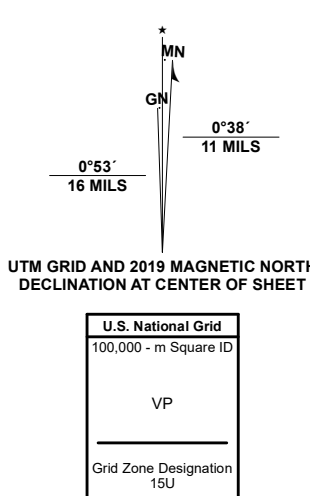 ★
MN
GN
0°38´
11 MILS
0°53´
16 MILS
UTM GRID AND 2019 MAGNETIC NORTH
DECLINATION AT CENTER OF SHEET
U.S. National Grid
100,000 - m Square ID
VP
Grid Zone Designation
15U